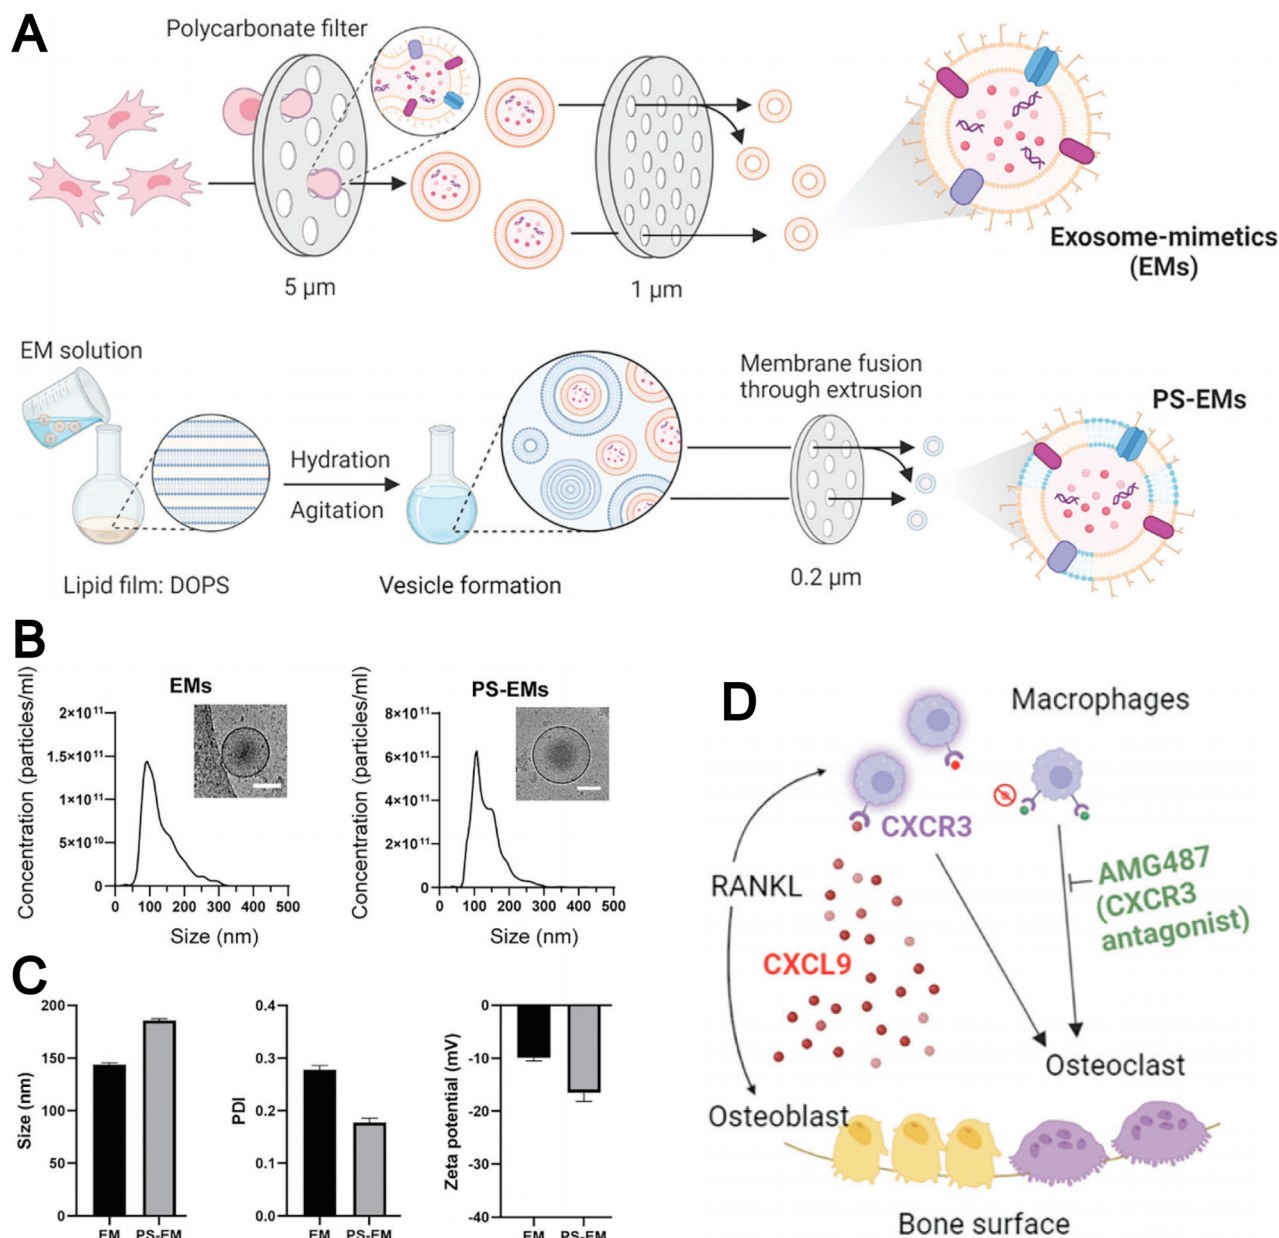 A
Polycarbonate filter
5 μm
1 μm
Exosome-mimetics
(EMs)
EM solution
Hydration
Agitation
Lipid film: DOPS
Vesicle formation
Membrane fusion
through extrusion
0.2 μm
PS-EMs
B
EMs
Concentration (particles/ml)
2×10¹¹
1.5×10¹¹
1×10¹¹
5×10¹⁰
0
0 100 200 300 400 500
Size (nm)
PS-EMs
Concentration (particles/ml)
8×10¹¹
6×10¹¹
4×10¹¹
2×10¹¹
0
0 100 200 300 400 500
Size (nm)
C
Size (nm)
200
150
100
50
0
EM PS-EM
PDI
0.4
0.3
0.2
0.1
0.0
EM PS-EM
Zeta potential (mV)
0
-10
-20
-30
-40
EM PS-EM
D
Macrophages
CXCR3
RANKL
AMG487
(CXCR3
antagonist)
CXCL9
Osteoclast
Osteoblast
Bone surface